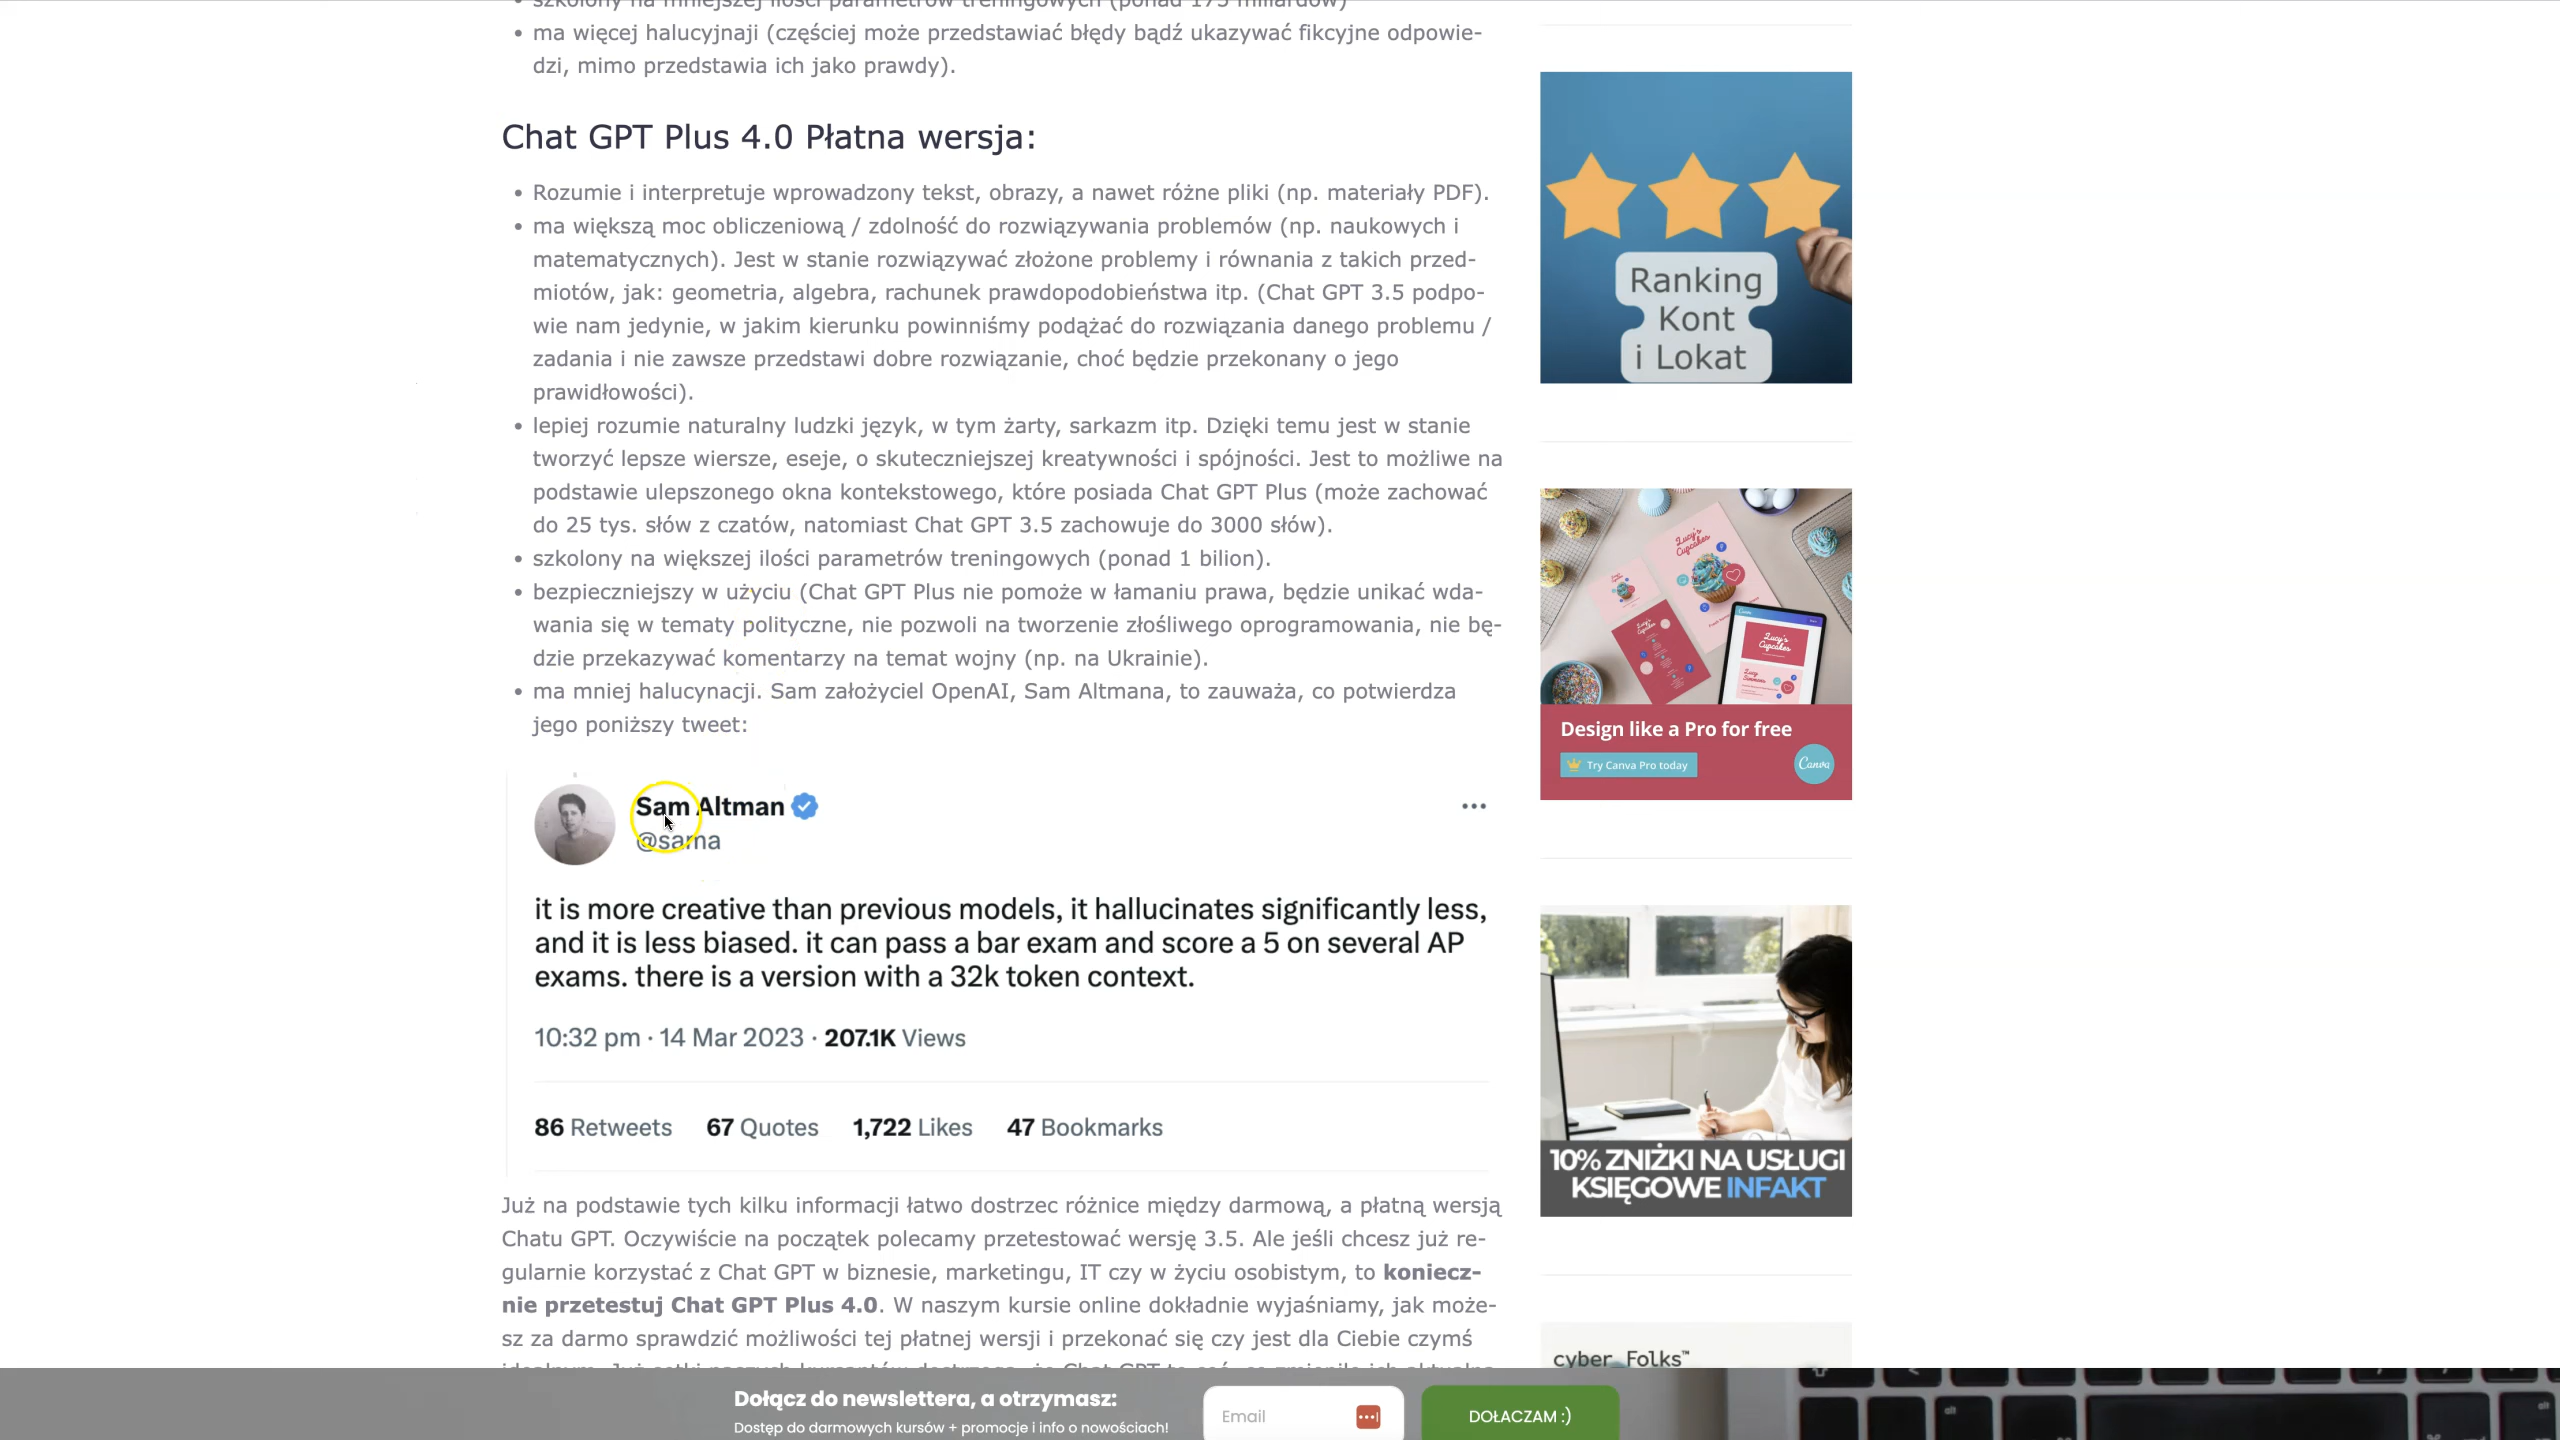 szkolony na mniejszej ilości parametrów treningowych (ponad 175 miliardów)
ma więcej halucyjnaji (częściej może przedstawiać błędy bądź ukazywać fikcyjne odpowie-
dzi, mimo przedstawia ich jako prawdy).
Chat GPT Plus 4.0 Płatna wersja:
Rozumie i interpretuje wprowadzony tekst, obrazy, a nawet różne pliki (np. materiały PDF).
ma większą moc obliczeniową / zdolność do rozwiązywania problemów (np. naukowych i
matematycznych). Jest w stanie rozwiązywać złożone problemy i równania z takich przed-
miotów, jak: geometria, algebra, rachunek prawdopodobieństwa itp. (Chat GPT 3.5 podpo-
wie nam jedynie, w jakim kierunku powinniśmy podążać do rozwiązania danego problemu /
zadania i nie zawsze przedstawi dobre rozwiązanie, choć będzie przekonany o jego
prawidłowości).
lepiej rozumie naturalny ludzki język, w tym żarty, sarkazm itp. Dzięki temu jest w stanie
tworzyć lepsze wiersze, eseje, o skuteczniejszej kreatywności i spójności. Jest to możliwe na
podstawie ulepszonego okna kontekstowego, które posiada Chat GPT Plus (może zachować
do 25 tys. słów z czatów, natomiast Chat GPT 3.5 zachowuje do 3000 słów).
szkolony na większej ilości parametrów treningowych (ponad 1 bilion).
bezpieczniejszy w użyciu (Chat GPT Plus nie pomoże w łamaniu prawa, będzie unikać wda-
wania się w tematy polityczne, nie pozwoli na tworzenie złośliwego oprogramowania, nie bę-
dzie przekazywać komentarzy na temat wojny (np. na Ukrainie).
ma mniej halucynacji. Sam założyciel OpenAI, Sam Altmana, to zauważa, co potwierdza
jego poniższy tweet:
Sam Altman
@sama
it is more creative than previous models, it hallucinates significantly less,
and it is less biased. it can pass a bar exam and score a 5 on several AP
exams. there is a version with a 32k token context.
10:32 pm · 14 Mar 2023 · 207.1K Views
86 Retweets 67 Quotes 1,722 Likes 47 Bookmarks
Już na podstawie tych kilku informacji łatwo dostrzec różnice między darmową, a płatną wersją
Chatu GPT. Oczywiście na początek polecamy przetestować wersję 3.5. Ale jeśli chcesz już re-
gularnie korzystać z Chat GPT w biznesie, marketingu, IT czy w życiu osobistym, to koniecz-
nie przetestuj Chat GPT Plus 4.0. W naszym kursie online dokładnie wyjaśniamy, jak może-
sz za darmo sprawdzić możliwości tej płatnej wersji i przekonać się czy jest dla Ciebie czymś
Ranking
Kont
i Lokat
Lucy's
Cupcakes
Lucy's
Cupcakes
Design like a Pro for free
Try Canva Pro today
Canva
10% ZNIŻKI NA USŁUGI
KSIĘGOWE INFAKT
cyber_Folks™
Dołącz do newslettera, a otrzymasz:
Dostęp do darmowych kursów + promocje i info o nowościach!
Email
DOŁACZAM :)
alt
alt